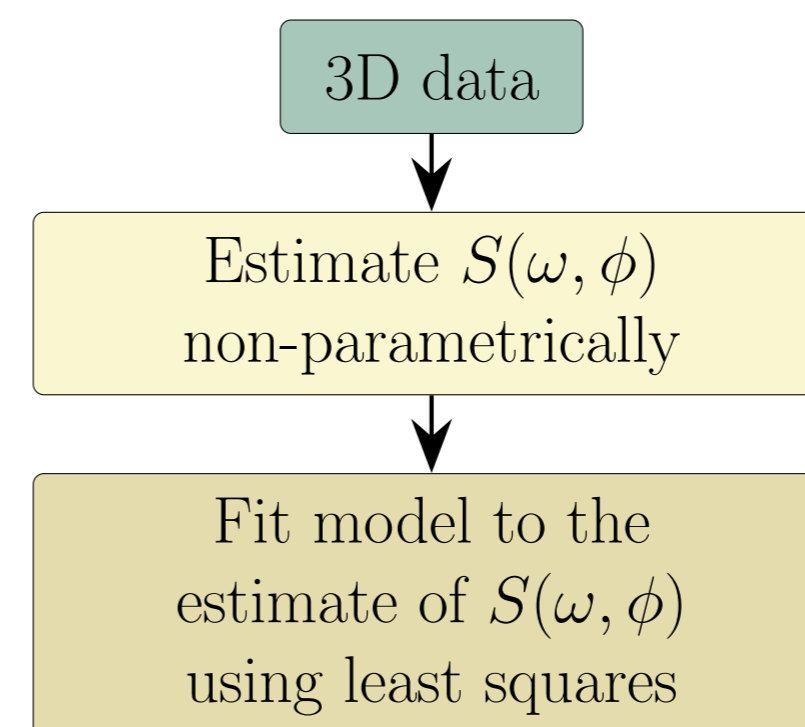 3D data
Estimate S(ω, ϕ)
non-parametrically
Fit model to the
estimate of S(ω, ϕ)
using least squares